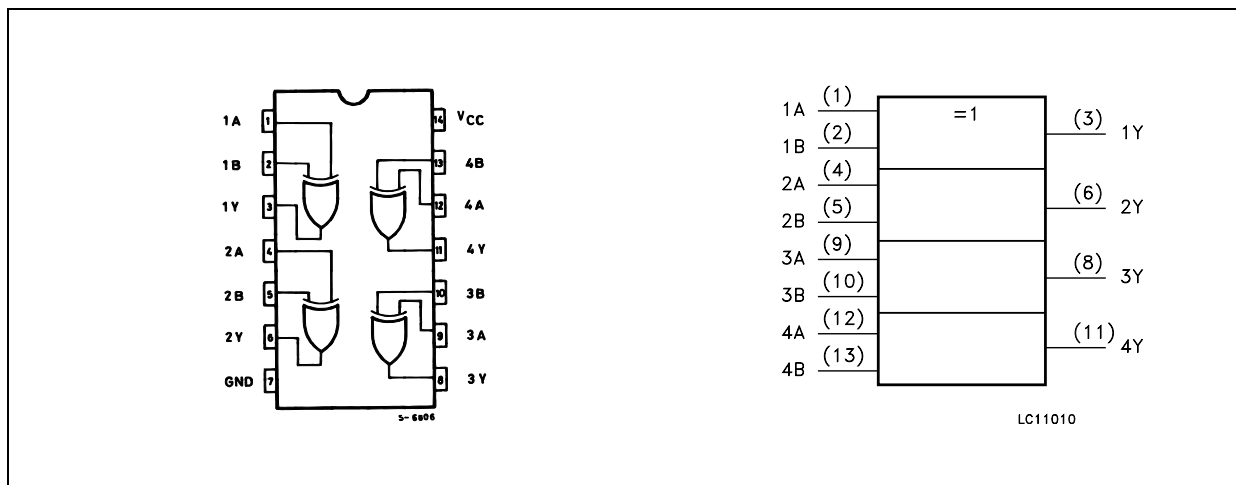 1A 1 14 VCC
1B 2 13 4B
1Y 3 12 4A
2A 4 11 4Y
2B 5 10 3B
2Y 6 9 3A
GND 7 8 3Y
S-6806
=1
1A (1)
1B (2)
2A (4)
2B (5)
3A (9)
3B (10)
4A (12)
4B (13)
(3) 1Y
(6) 2Y
(8) 3Y
(11) 4Y
LC11010